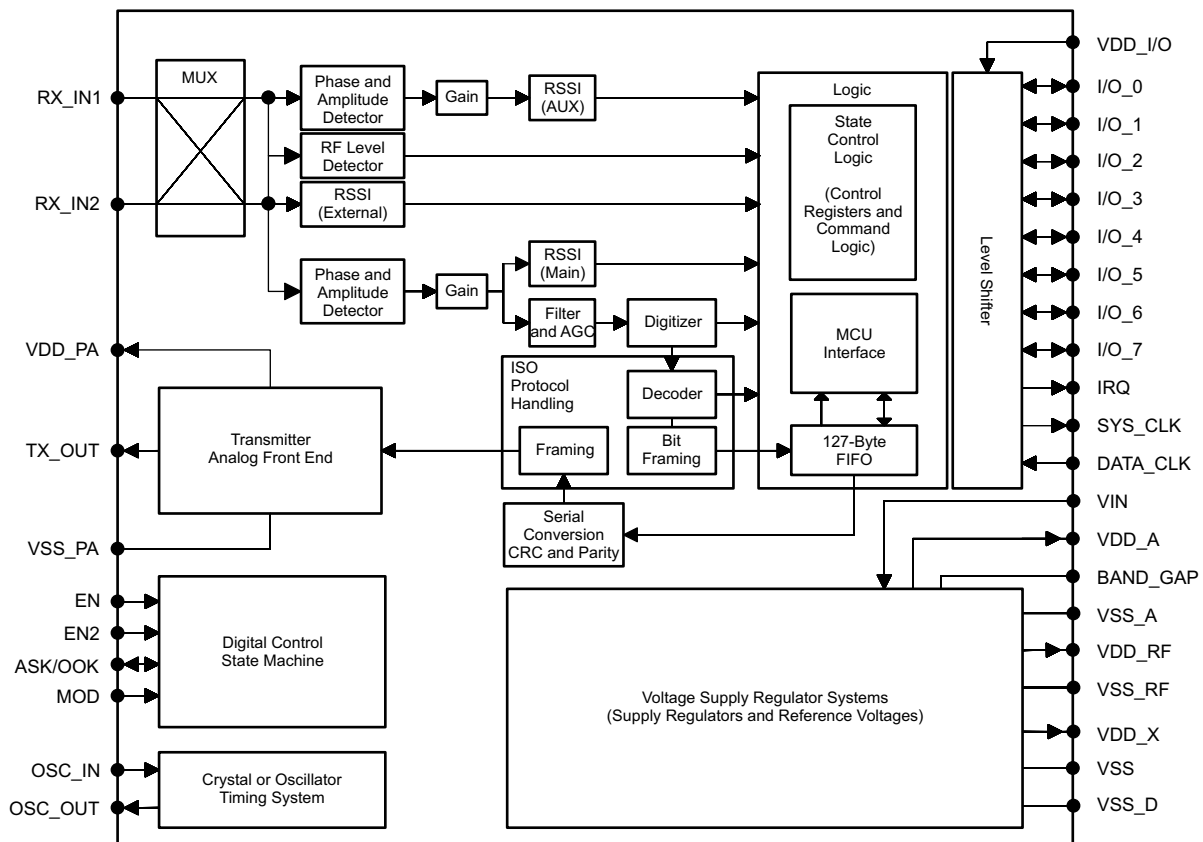 MUX
RX_IN1
RX_IN2
Phase and
Amplitude
Detector
Gain
RSSI
(AUX)
RF Level
Detector
RSSI
(External)
Phase and
Amplitude
Detector
Gain
RSSI
(Main)
Filter
and AGC
Digitizer
ISO
Protocol
Handling
Decoder
Bit
Framing
Framing
Serial
Conversion
CRC and Parity
Logic
State
Control
Logic
(Control
Registers and
Command
Logic)
MCU
Interface
127-Byte
FIFO
Level Shifter
VDD_PA
TX_OUT
VSS_PA
Transmitter
Analog Front End
EN
EN2
ASK/OOK
MOD
Digital Control
State Machine
OSC_IN
OSC_OUT
Crystal or Oscillator
Timing System
Voltage Supply Regulator Systems
(Supply Regulators and Reference Voltages)
VDD_I/O
I/O_0
I/O_1
I/O_2
I/O_3
I/O_4
I/O_5
I/O_6
I/O_7
IRQ
SYS_CLK
DATA_CLK
VIN
VDD_A
BAND_GAP
VSS_A
VDD_RF
VSS_RF
VDD_X
VSS
VSS_D